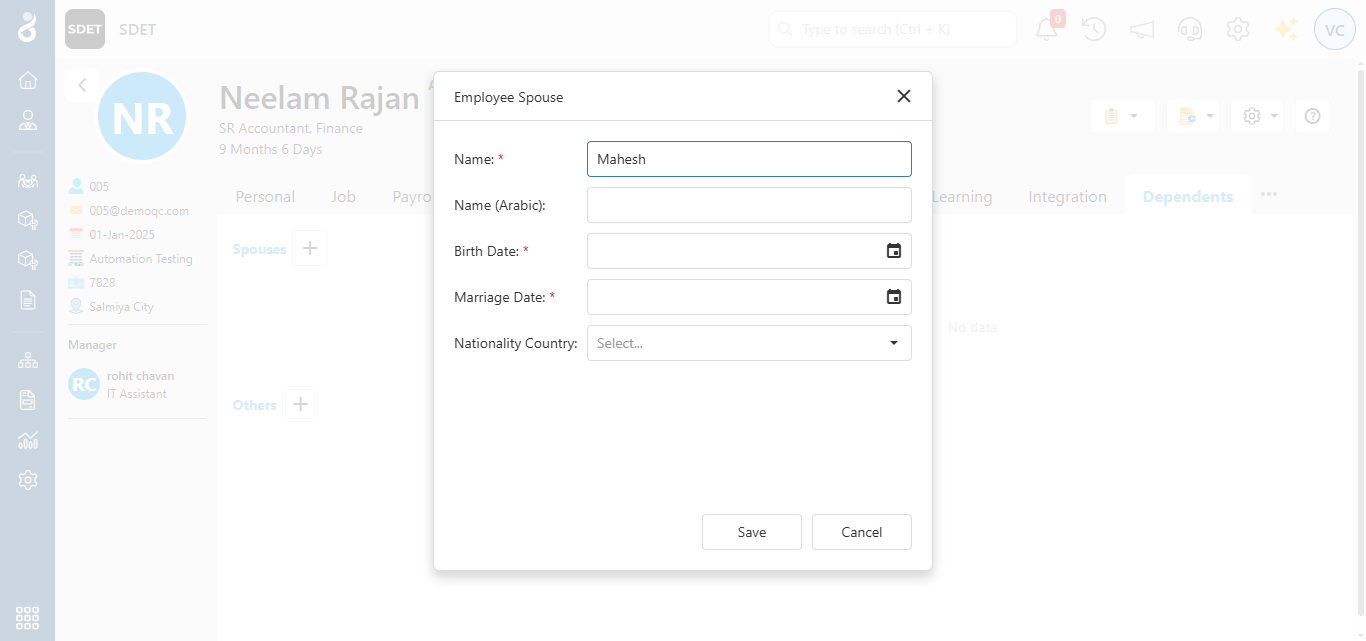 SDET
SDET
Type to search (Ctrl + K)
0
VC
NR
Neelam Rajan
SR Accountant, Finance
9 Months 6 Days
005
005@democ.com
01-Jan-2025
Automation Testing
7828
Salmiya City
Manager
RC
rohit chavan
IT Assistant
Personal
Job
Payro
Learning
Integration
Dependents
Spouses
No data
Others
Employee Spouse
Name: *
Mahesh
Name (Arabic):
Birth Date: *
Marriage Date: *
Nationality Country:
Select...
Save
Cancel